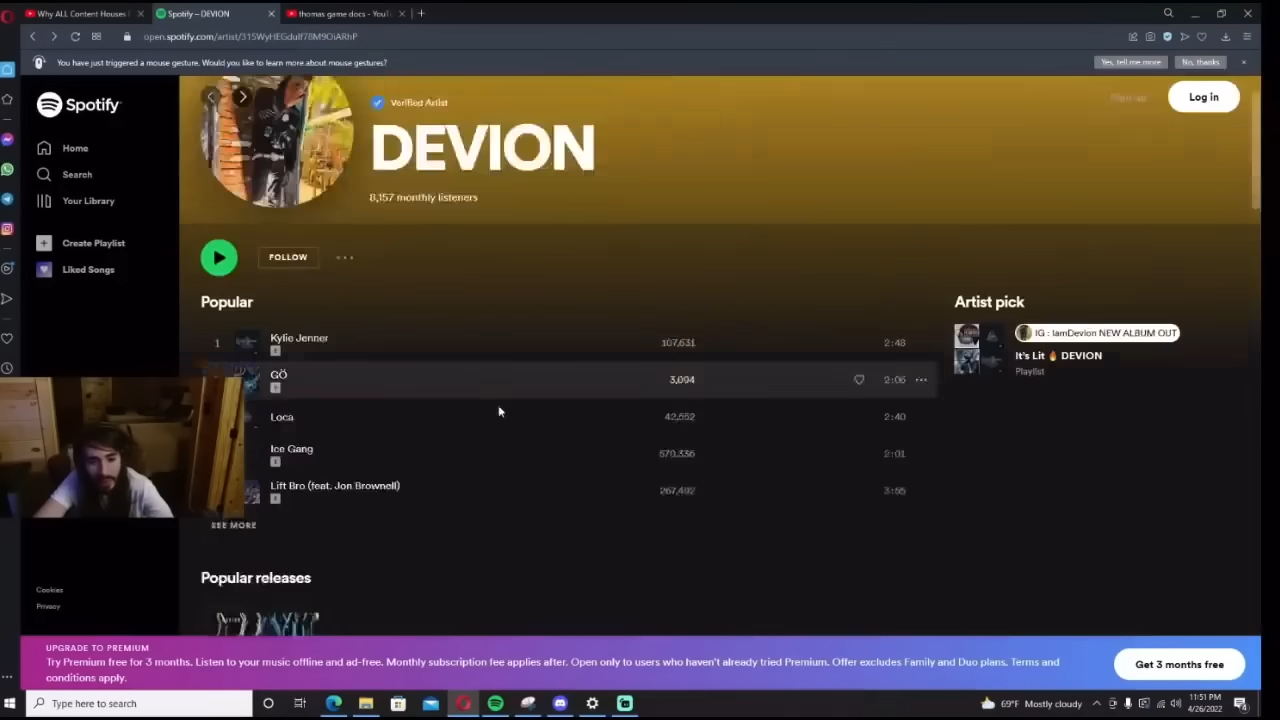 Why ALL Content Houses
Spotify – DEVION
thomas game docs - YouT
open.spotify.com/artist/315WyHEGduIf78M9OiARhP
You have just triggered a mouse gesture. Would you like to learn more about mouse gestures?
Yes, tell me more
No, thanks
Spotify
Home
Search
Your Library
Create Playlist
Liked Songs
Cookies
Privacy
Verified Artist
Sign up
Log in
DEVION
8,157 monthly listeners
FOLLOW
Popular
1 Kylie Jenner 107,631 2:48
E
GÖ 3,094 2:06
E
Loca 42,552 2:40
Ice Gang 570,336 2:01
E
Lift Bro (feat. Jon Brownell) 267,492 3:55
E
SEE MORE
Artist pick
IG : IamDevion NEW ALBUM OUT
It's Lit 🔥 DEVION
Playlist
Popular releases
UPGRADE TO PREMIUM
Try Premium free for 3 months. Listen to your music offline and ad-free. Monthly subscription fee applies after. Open only to users who haven't already tried Premium. Offer excludes Family and Duo plans. Terms and
conditions apply.
Get 3 months free
Type here to search
69°F Mostly cloudy
11:51 PM
4/26/2022